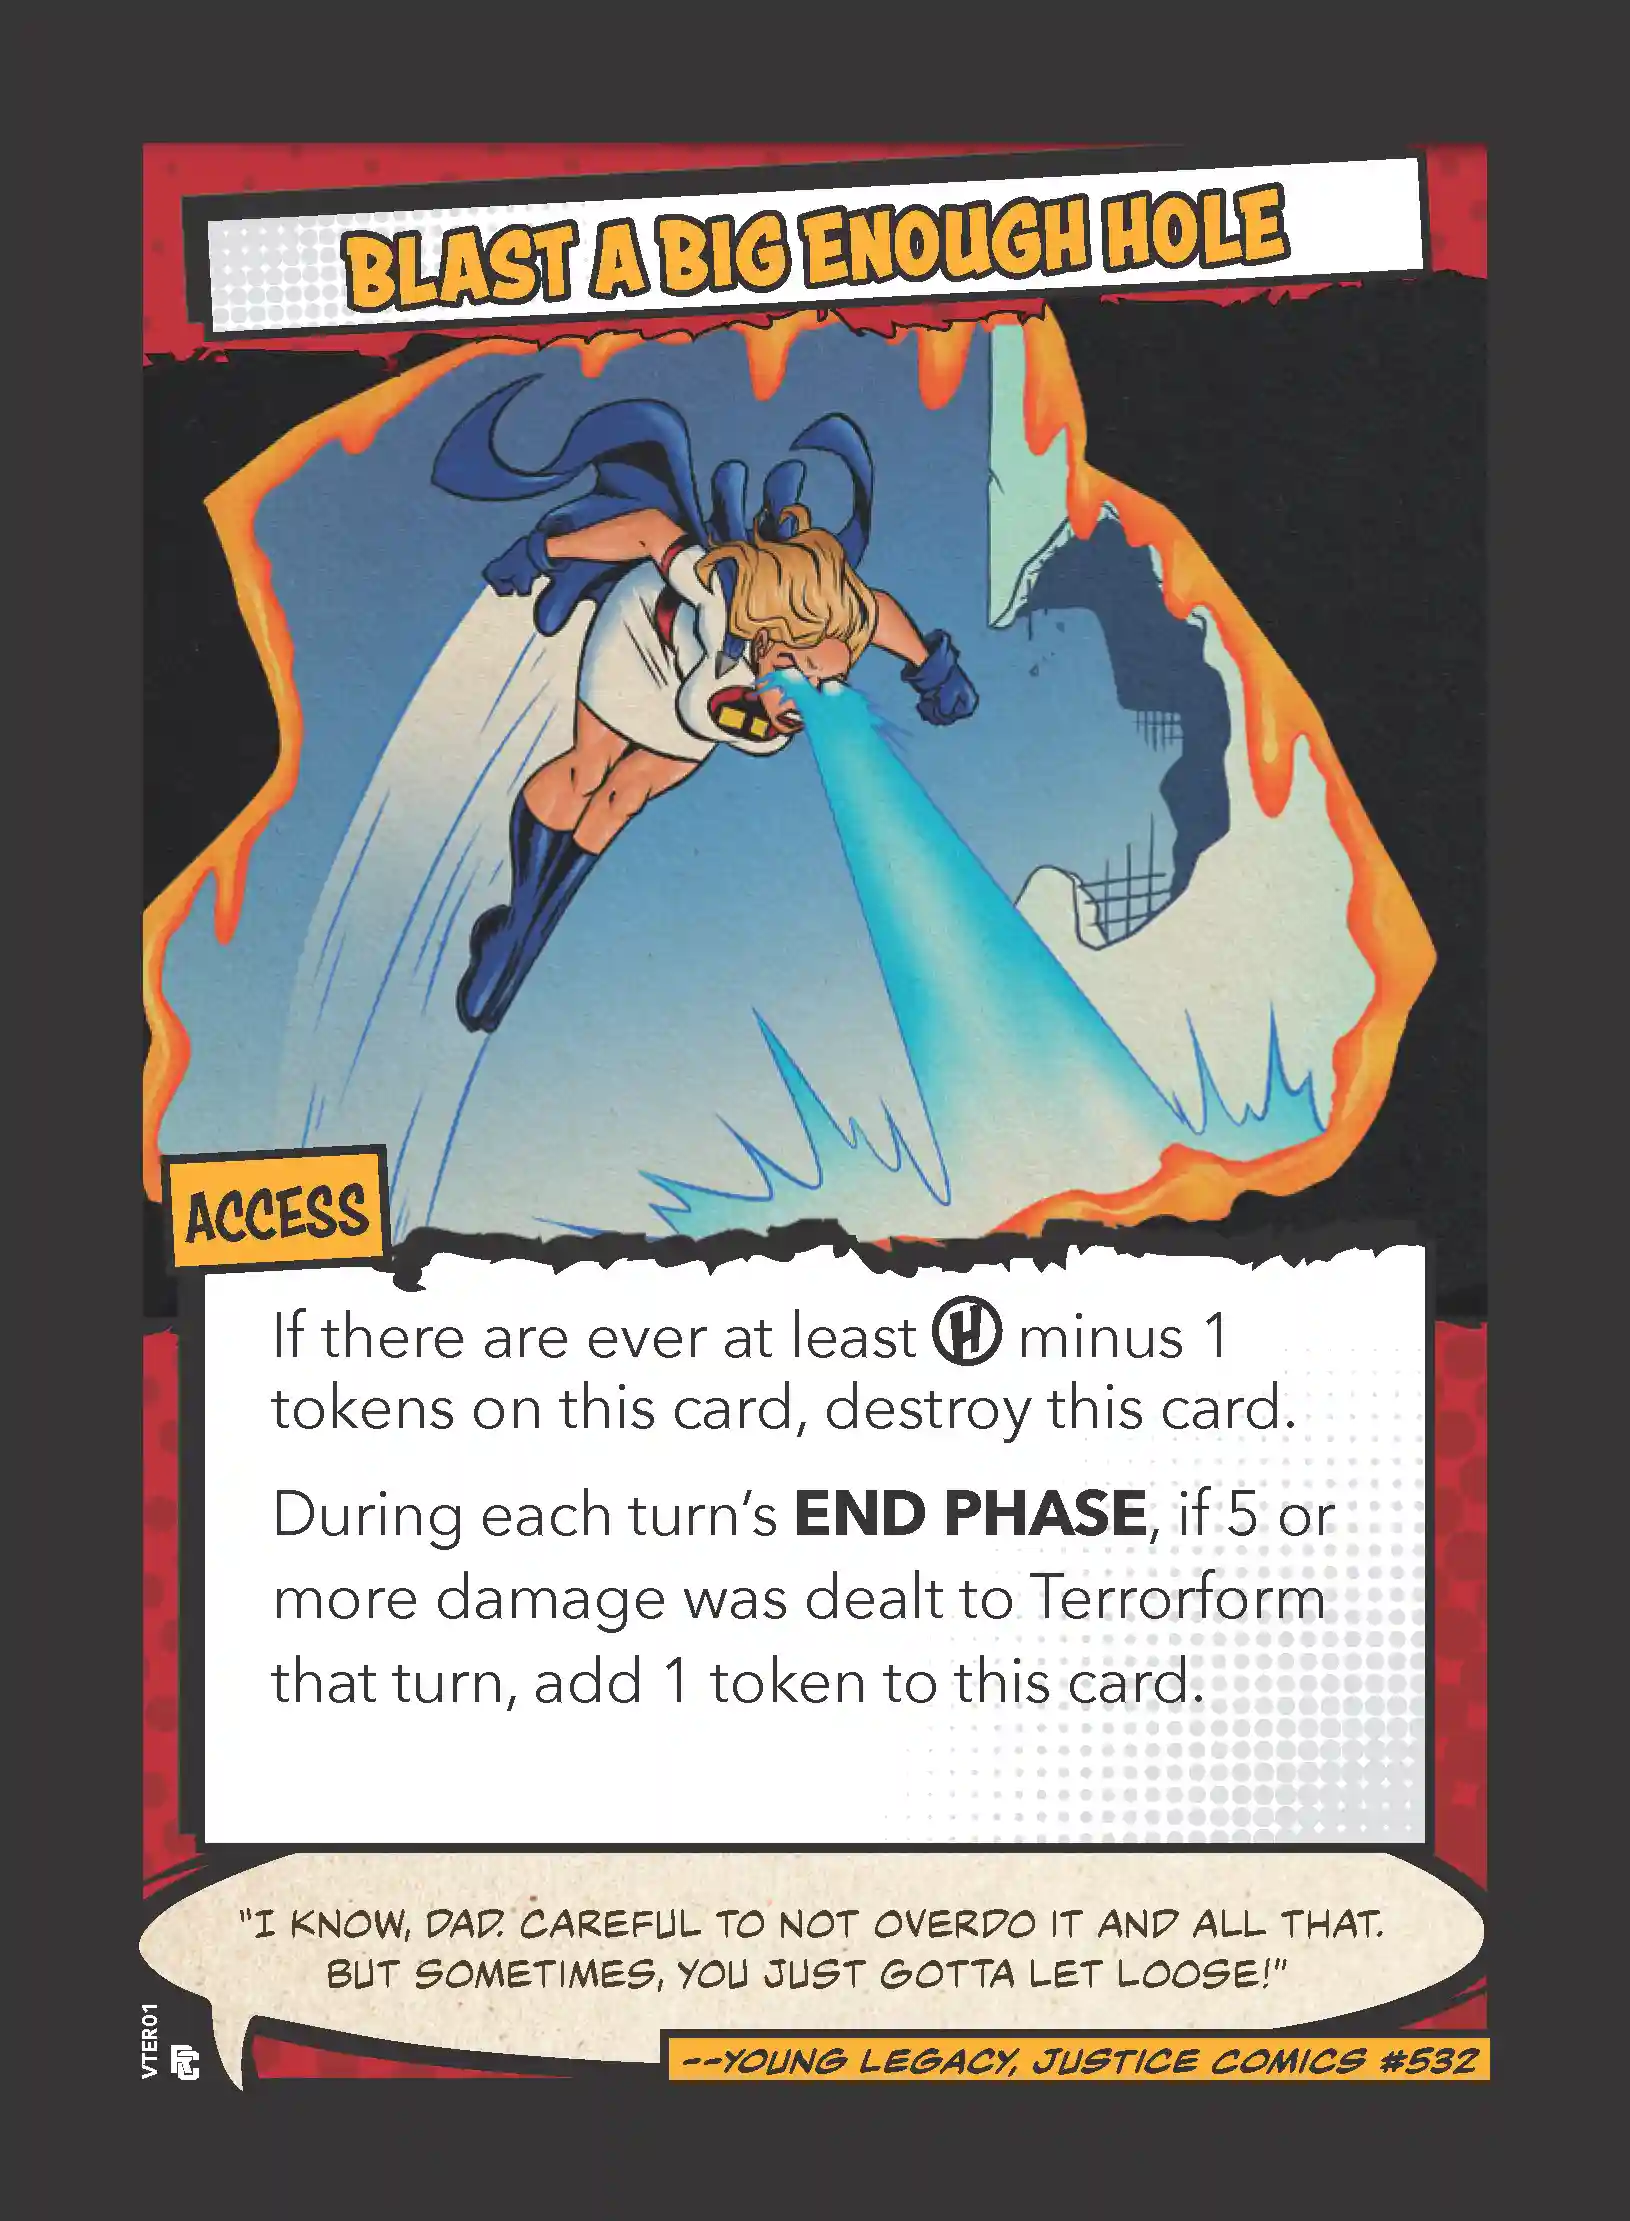 BLAST A BIG ENOUGH HOLE
ACCESS
If there are ever at least Ⓗ minus 1
tokens on this card, destroy this card.
During each turn’s END PHASE, if 5 or
more damage was dealt to Terrorform
that turn, add 1 token to this card.
"I KNOW, DAD. CAREFUL TO NOT OVERDO IT AND ALL THAT.
BUT SOMETIMES, YOU JUST GOTTA LET LOOSE!"
--YOUNG LEGACY, JUSTICE COMICS #532
VTER01